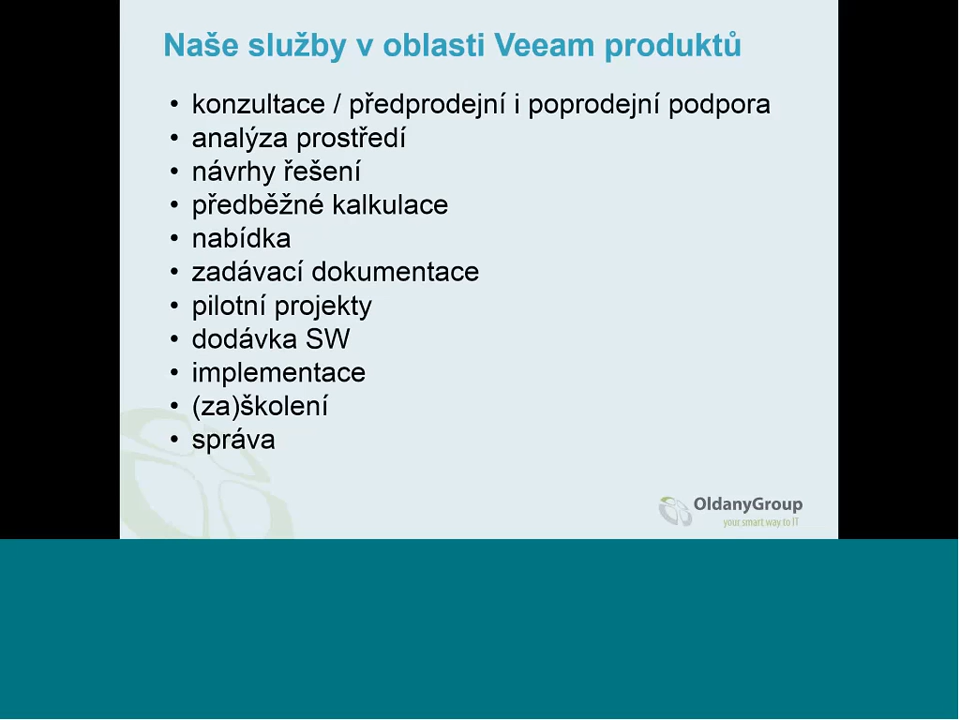 Naše služby v oblasti Veeam produktů
• konzultace / předprodejní i poprodejní podpora
• analýza prostředí
• návrhy řešení
• předběžné kalkulace
• nabídka
• zadávací dokumentace
• pilotní projekty
• dodávka SW
• implementace
• (za)školení
• správa
OldanyGroup
your smart way to IT